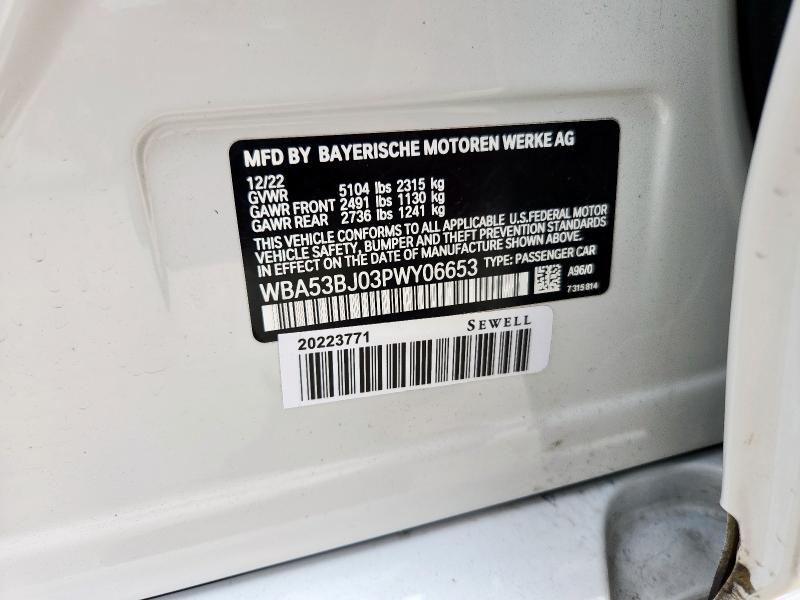 MFD BY BAYERISCHE MOTOREN WERKE AG
12/22
GVWR 5104 lbs 2315 kg
GAWR FRONT 2491 lbs 1130 kg
GAWR REAR 2736 lbs 1241 kg
THIS VEHICLE CONFORMS TO ALL APPLICABLE U.S.FEDERAL MOTOR
VEHICLE SAFETY, BUMPER AND THEFT PREVENTION STANDARDS
IN EFFECT ON THE DATE OF MANUFACTURE SHOWN ABOVE.
WBA53BJ03PWY06653 TYPE: PASSENGER CAR
A96/0
7315814
20223771 SEWELL